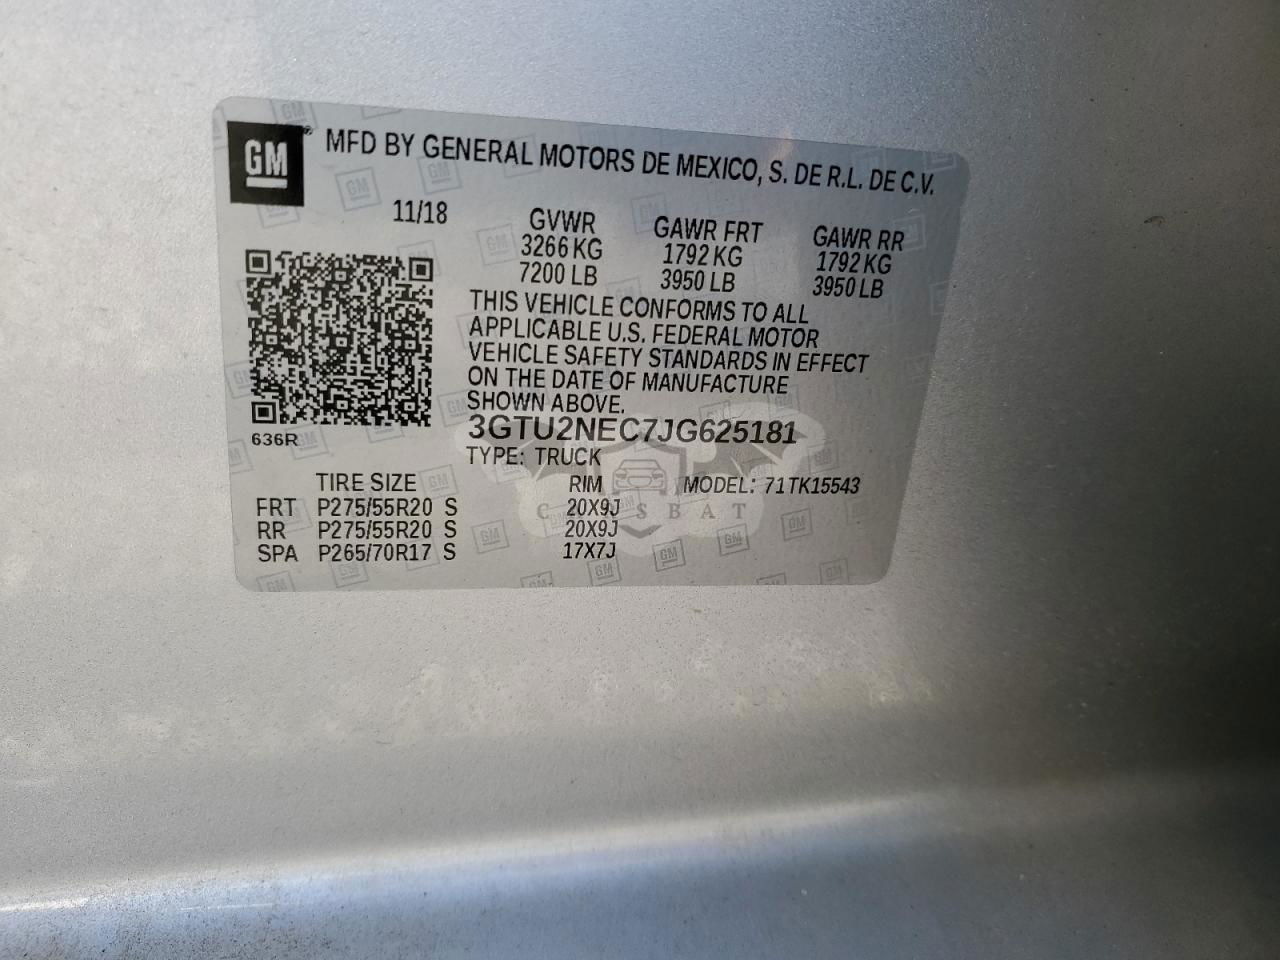 GM
MFD BY GENERAL MOTORS DE MEXICO, S. DE R.L. DE C.V.
11/18
GVWR GAWR FRT GAWR RR
3266 KG 1792 KG 1792 KG
7200 LB 3950 LB 3950 LB
THIS VEHICLE CONFORMS TO ALL
APPLICABLE U.S. FEDERAL MOTOR
VEHICLE SAFETY STANDARDS IN EFFECT
ON THE DATE OF MANUFACTURE
SHOWN ABOVE.
636R
3GTU2NEC7JG625181
TYPE: TRUCK
TIRE SIZE RIM MODEL: 71TK15543
FRT P275/55R20 S 20X9J
RR P275/55R20 S 20X9J
SPA P265/70R17 S 17X7J